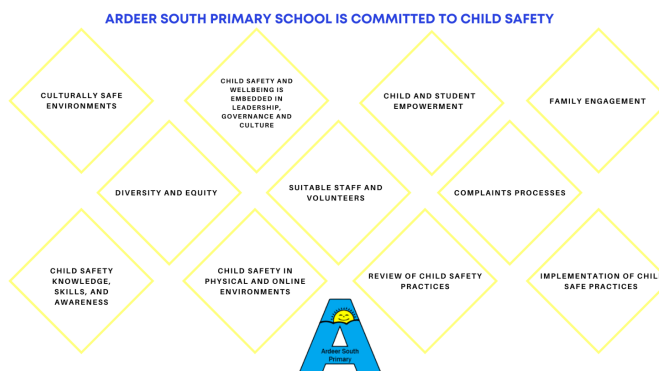 ARDEER SOUTH PRIMARY SCHOOL IS COMMITTED TO CHILD SAFETY
CULTURALLY SAFE
ENVIRONMENTS
CHILD SAFETY AND
WELLBEING IS
EMBEDDED IN
LEADERSHIP,
GOVERNANCE AND
CULTURE
CHILD AND STUDENT
EMPOWERMENT
FAMILY ENGAGEMENT
DIVERSITY AND EQUITY
SUITABLE STAFF AND
VOLUNTEERS
COMPLAINTS PROCESSES
CHILD SAFETY
KNOWLEDGE,
SKILLS, AND
AWARENESS
CHILD SAFETY IN
PHYSICAL AND ONLINE
ENVIRONMENTS
REVIEW OF CHILD SAFETY
PRACTICES
IMPLEMENTATION OF CHIL
SAFE PRACTICES
Ardeer South
Primary